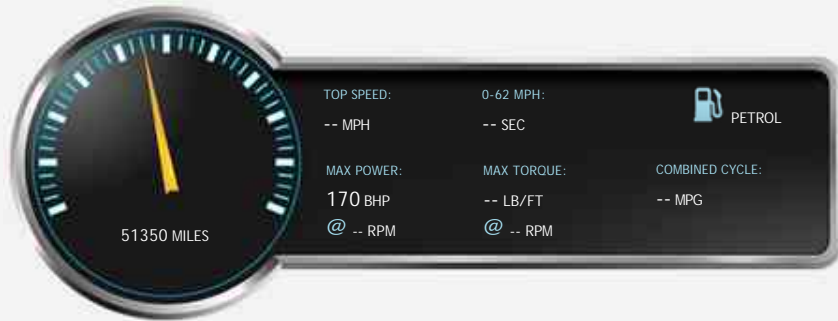 TOP SPEED:
-- MPH
0-62 MPH:
-- SEC
PETROL
MAX POWER:
170 BHP
@ -- RPM
MAX TORQUE:
-- LB/FT
@ -- RPM
COMBINED CYCLE:
-- MPG
51350 MILES